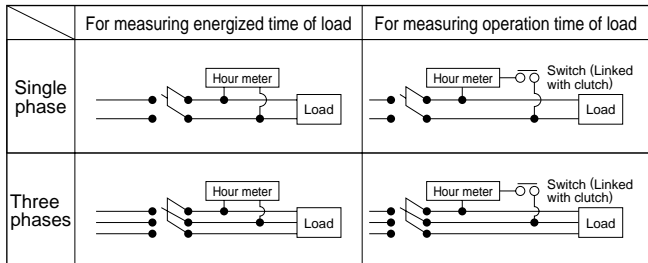 For measuring energized time of load
For measuring operation time of load
Single
phase
Hour meter
Load
Hour meter
Switch (Linked
with clutch)
Load
Three
phases
Hour meter
Load
Hour meter
Switch (Linked
with clutch)
Load